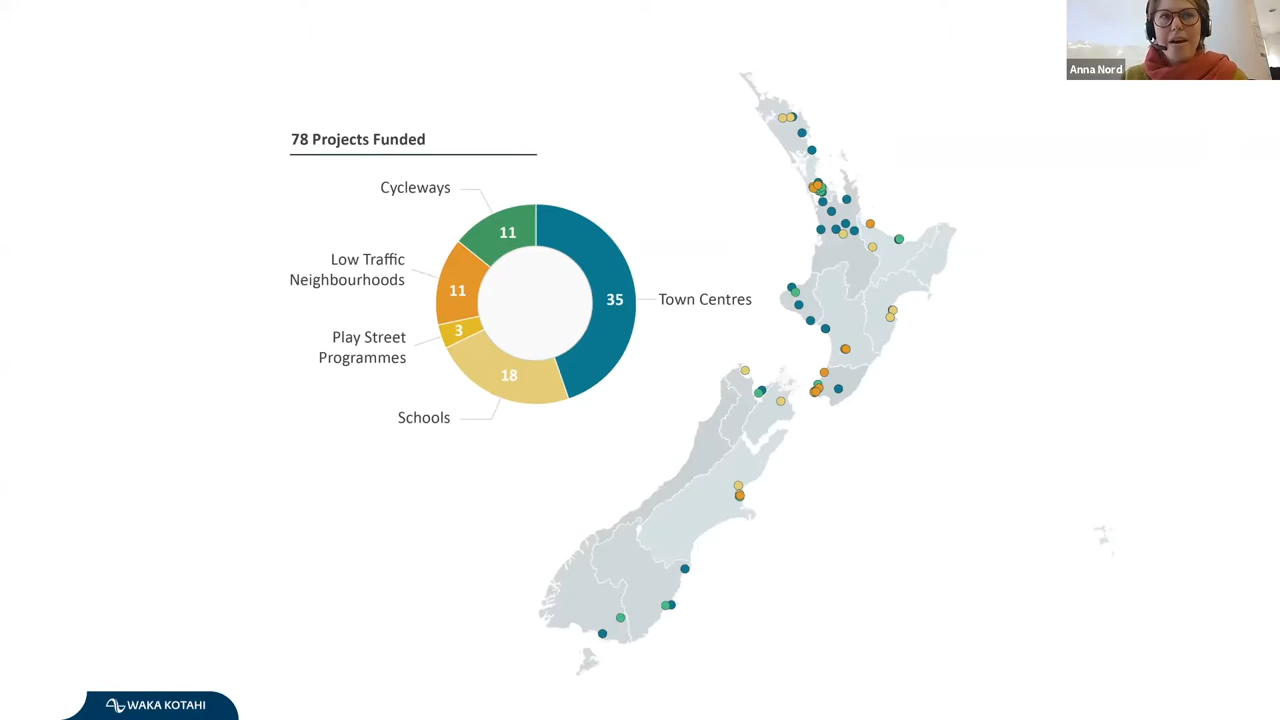 Anna Nord
78 Projects Funded
Cycleways
11
Low Traffic
Neighbourhoods
11
35
Town Centres
Play Street
Programmes
3
18
Schools
WAKA KOTAHI